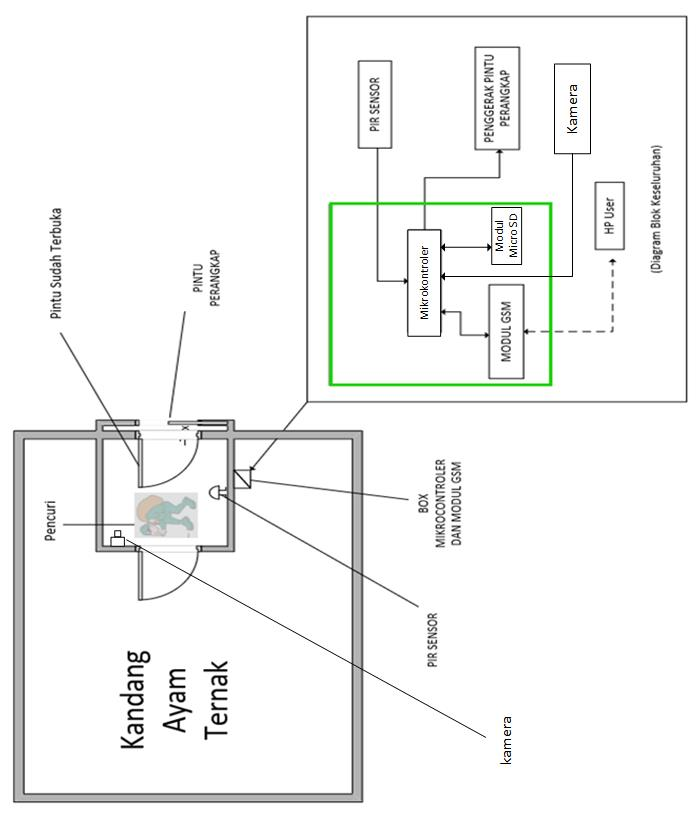 Kandang
Ayam
Ternak
Pencuri
Pintu Sudah Terbuka
PINTU
PERANGKAP
BOX
MIKROCONTROLER
DAN MODUL GSM
PIR SENSOR
kamera
PIR SENSOR
PENGGERAK PINTU
PERANGKAP
Kamera
Mikrokontroler
Modul
Micro SD
MODUL GSM
HP User
(Diagram Blok Keseluruhan)